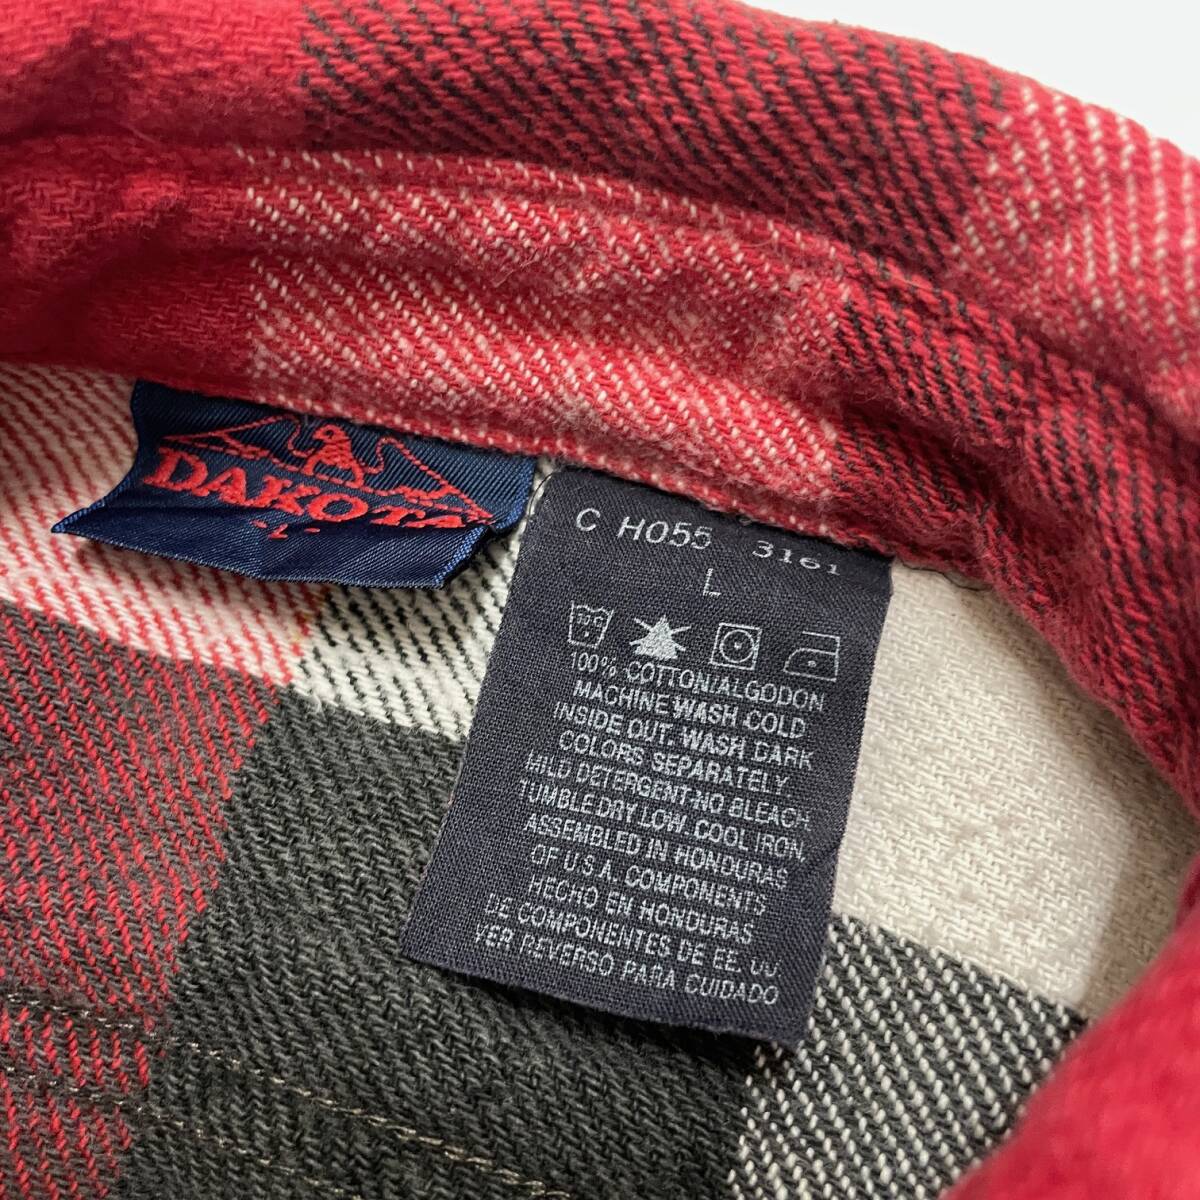 DAKOTA
- L -
C H055 3161
L
100% COTTON/ALGODON
MACHINE WASH COLD
INSIDE OUT, WASH DARK
COLORS SEPARATELY
MILD DETERGENT-NO BLEACH,
TUMBLE DRY LOW, COOL IRON,
ASSEMBLED IN HONDURAS
OF U.S.A. COMPONENTS
HECHO EN HONDURAS
DE COMPONENTES DE EE. UU
VER REVERSO PARA CUIDADO